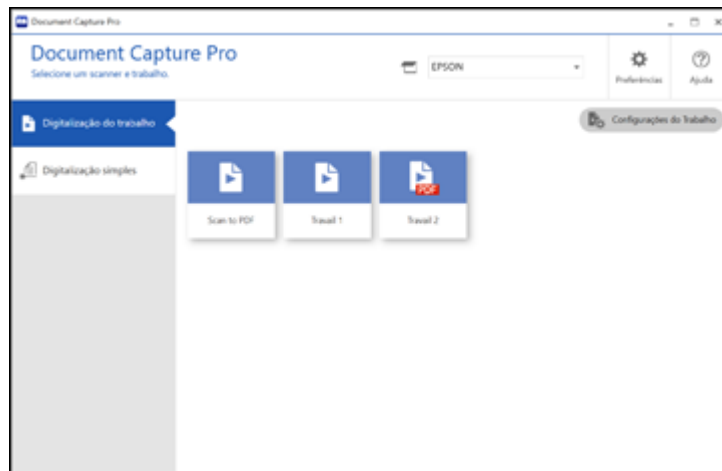 Document Capture Pro
Document Capture Pro
Selecione um scanner e trabalho.
EPSON
Preferências
Ajuda
Digitalização do trabalho
Configurações do Trabalho
Digitalização simples
PDF
Scan to PDF
Travail 1
Travail 2